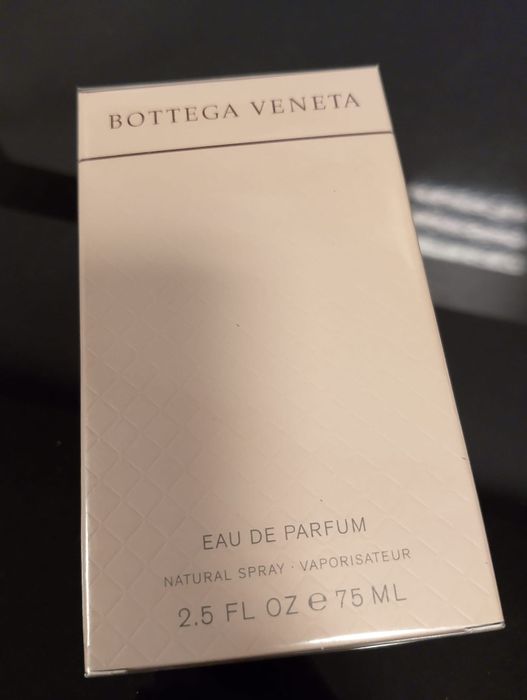 BOTTEGA VENETA
EAU DE PARFUM
NATURAL SPRAY · VAPORISATEUR
2.5 FL OZ ℮ 75 ML